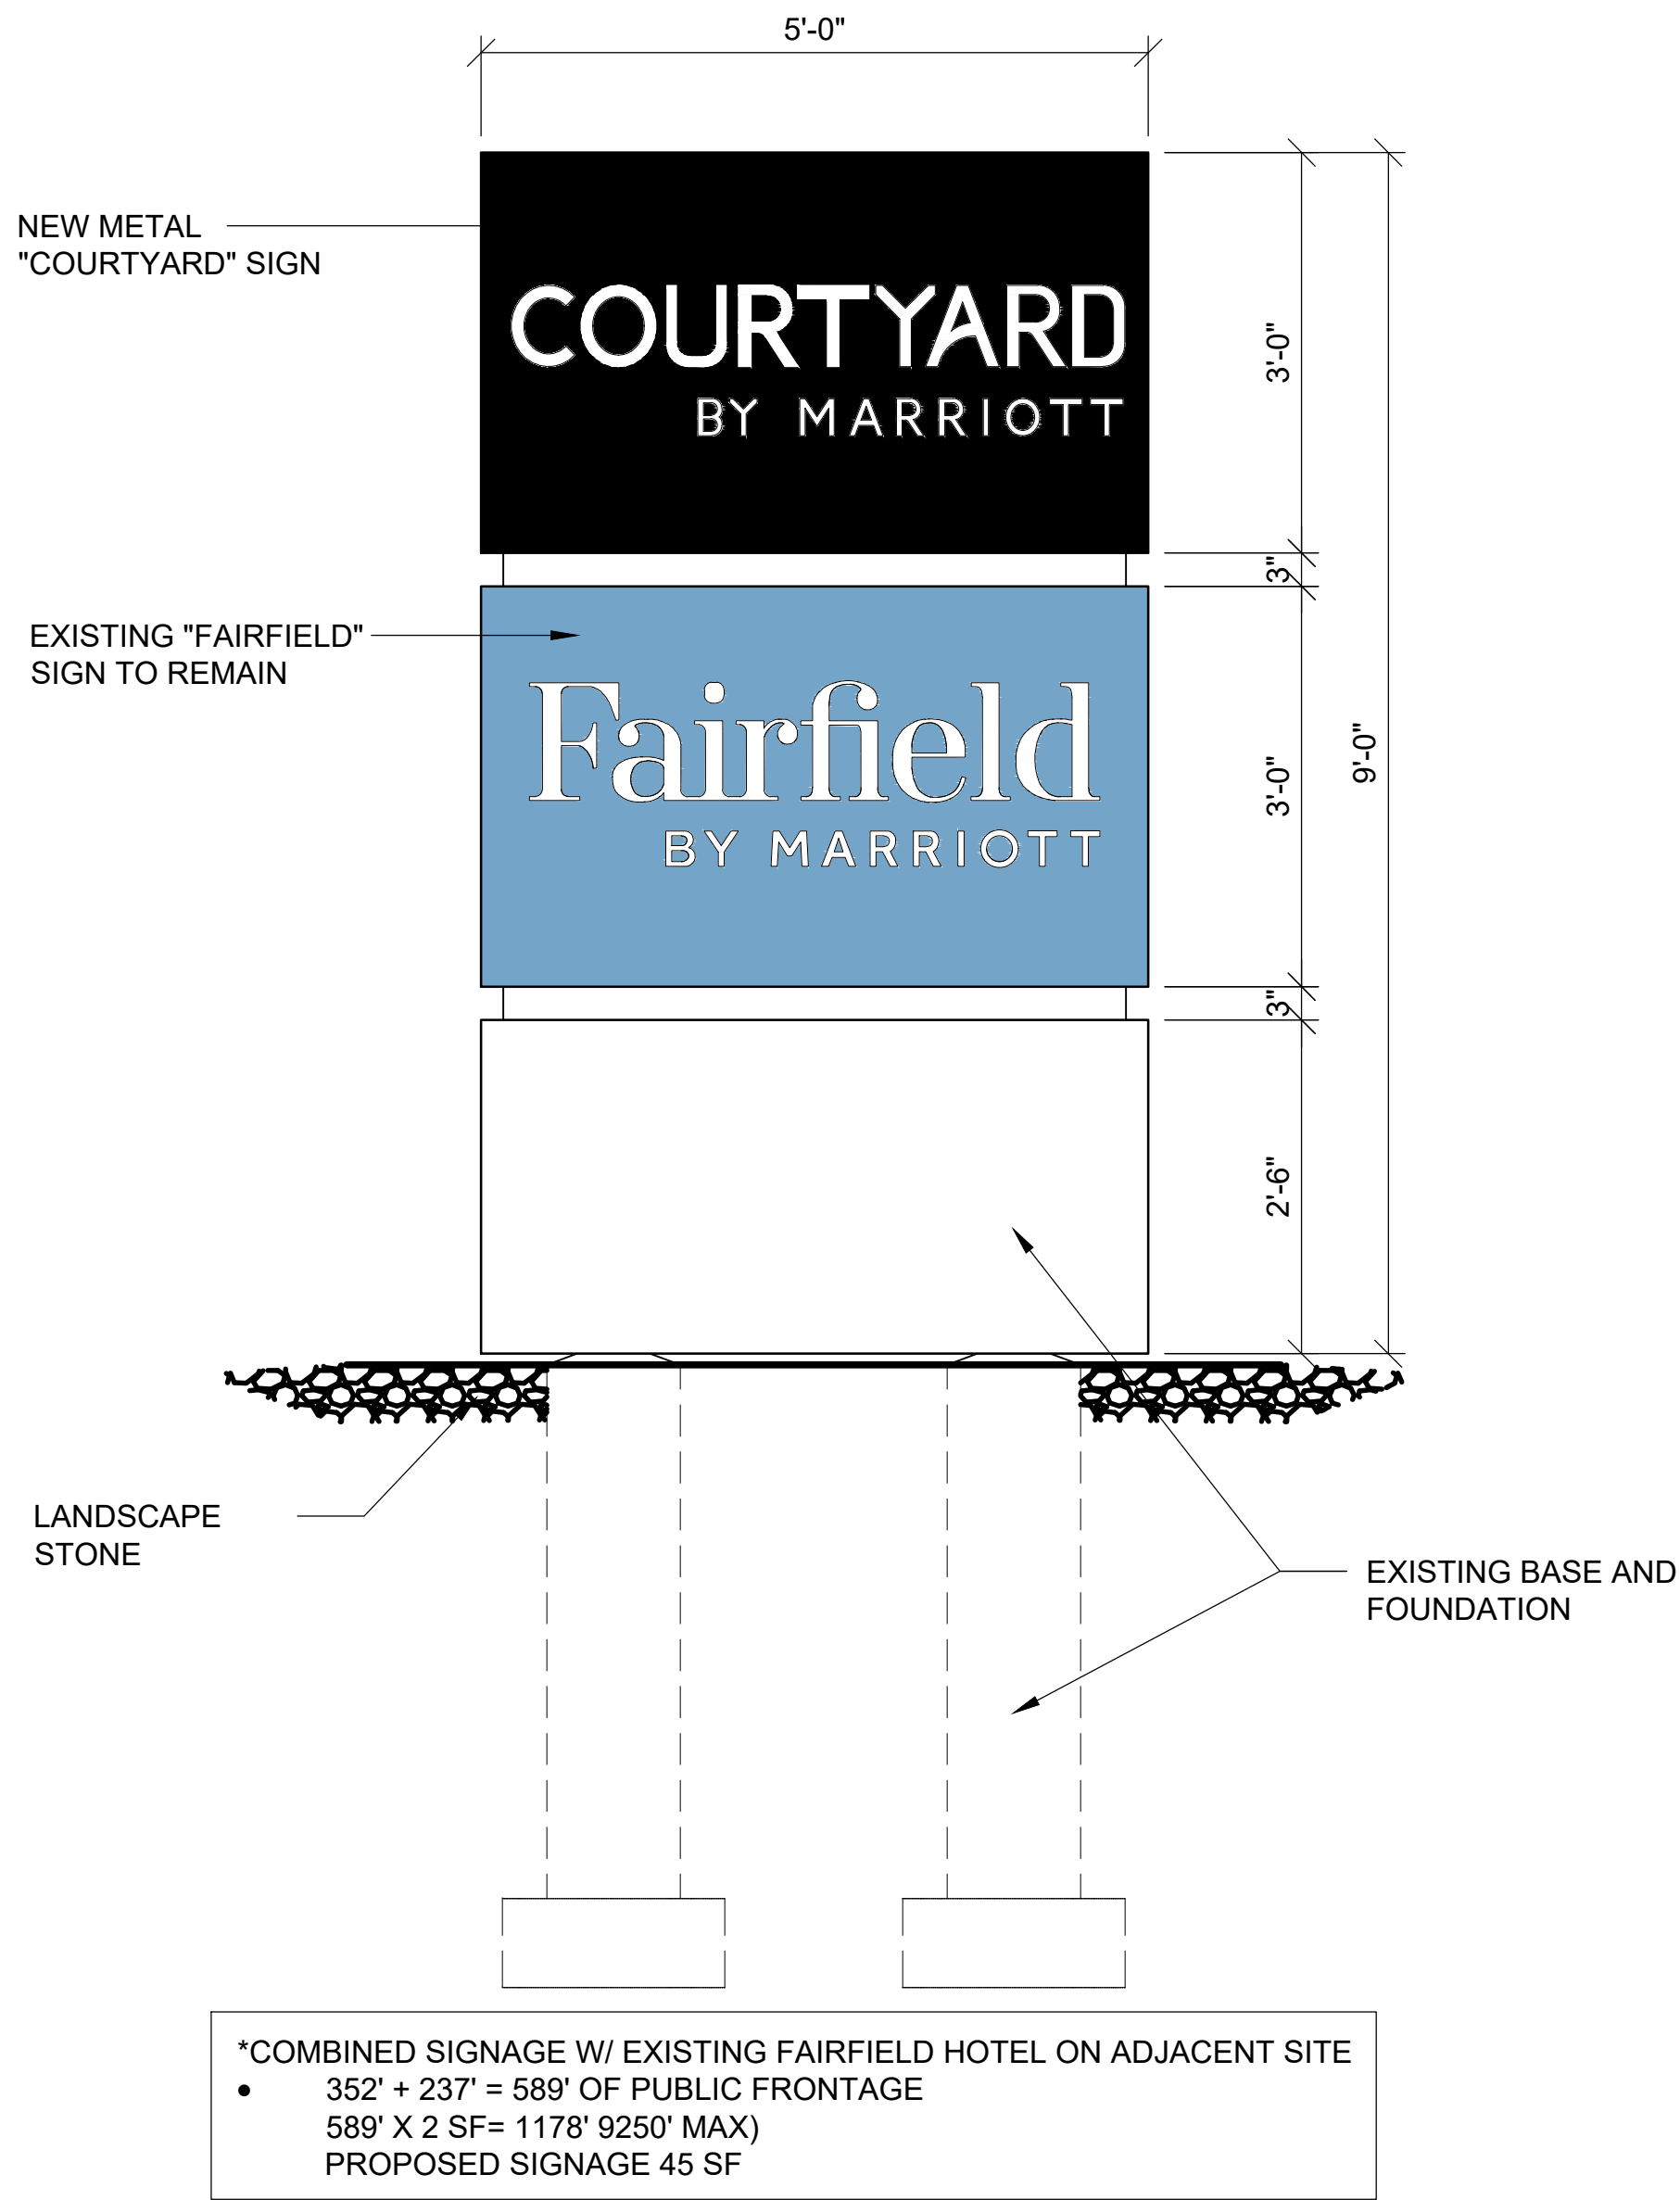 5'-0"
NEW METAL
"COURTYARD" SIGN
COURTYARD
BY MARRIOTT
3'-0"
3"
EXISTING "FAIRFIELD"
SIGN TO REMAIN
Fairfield
BY MARRIOTT
3'-0"
9'-0"
3"
2'-6"
LANDSCAPE
STONE
EXISTING BASE AND
FOUNDATION
*COMBINED SIGNAGE W/ EXISTING FAIRFIELD HOTEL ON ADJACENT SITE
• 352' + 237' = 589' OF PUBLIC FRONTAGE
589' X 2 SF= 1178' 9250' MAX)
PROPOSED SIGNAGE 45 SF